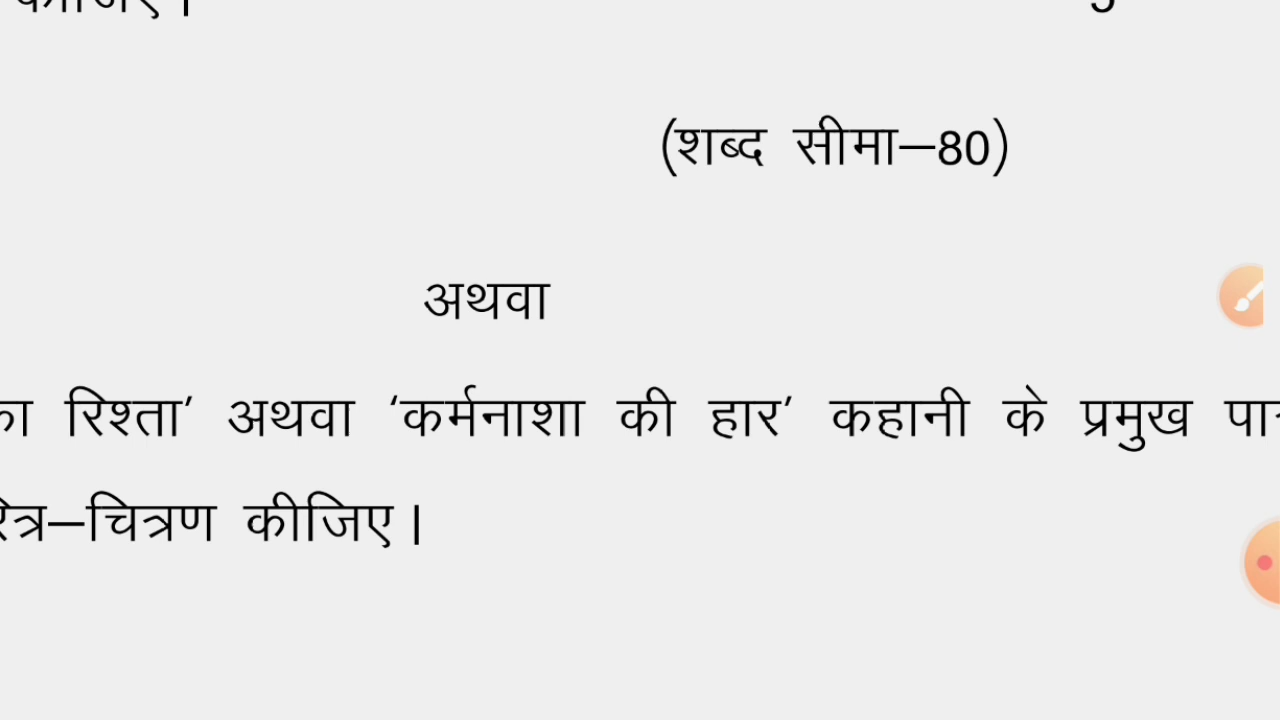 कीजिए।
(शब्द सीमा–80)
अथवा
का रिश्ता’ अथवा ‘कर्मनाशा की हार’ कहानी के प्रमुख
चित्रण कीजिए।